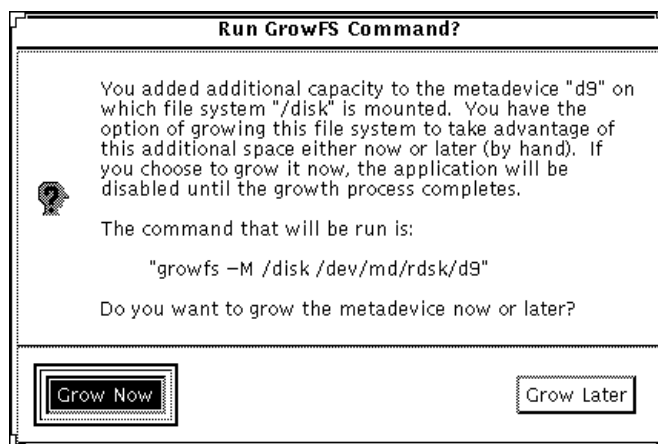 Run GrowFS Command?
You added additional capacity to the metadevice "d9" on
which file system "/disk" is mounted. You have the
option of growing this file system to take advantage of
this additional space either now or later (by hand). If
you choose to grow it now, the application will be
disabled until the growth process completes.
The command that will be run is:
"growfs –M /disk /dev/md/rdsk/d9"
Do you want to grow the metadevice now or later?
Grow Now
Grow Later